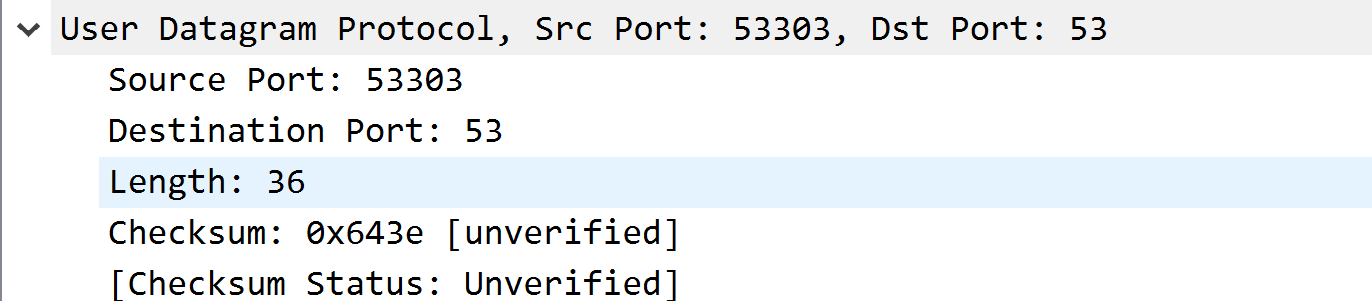 User Datagram Protocol, Src Port: 53303, Dst Port: 53
Source Port: 53303
Destination Port: 53
Length: 36
Checksum: 0x643e [unverified]
[Checksum Status: Unverified]